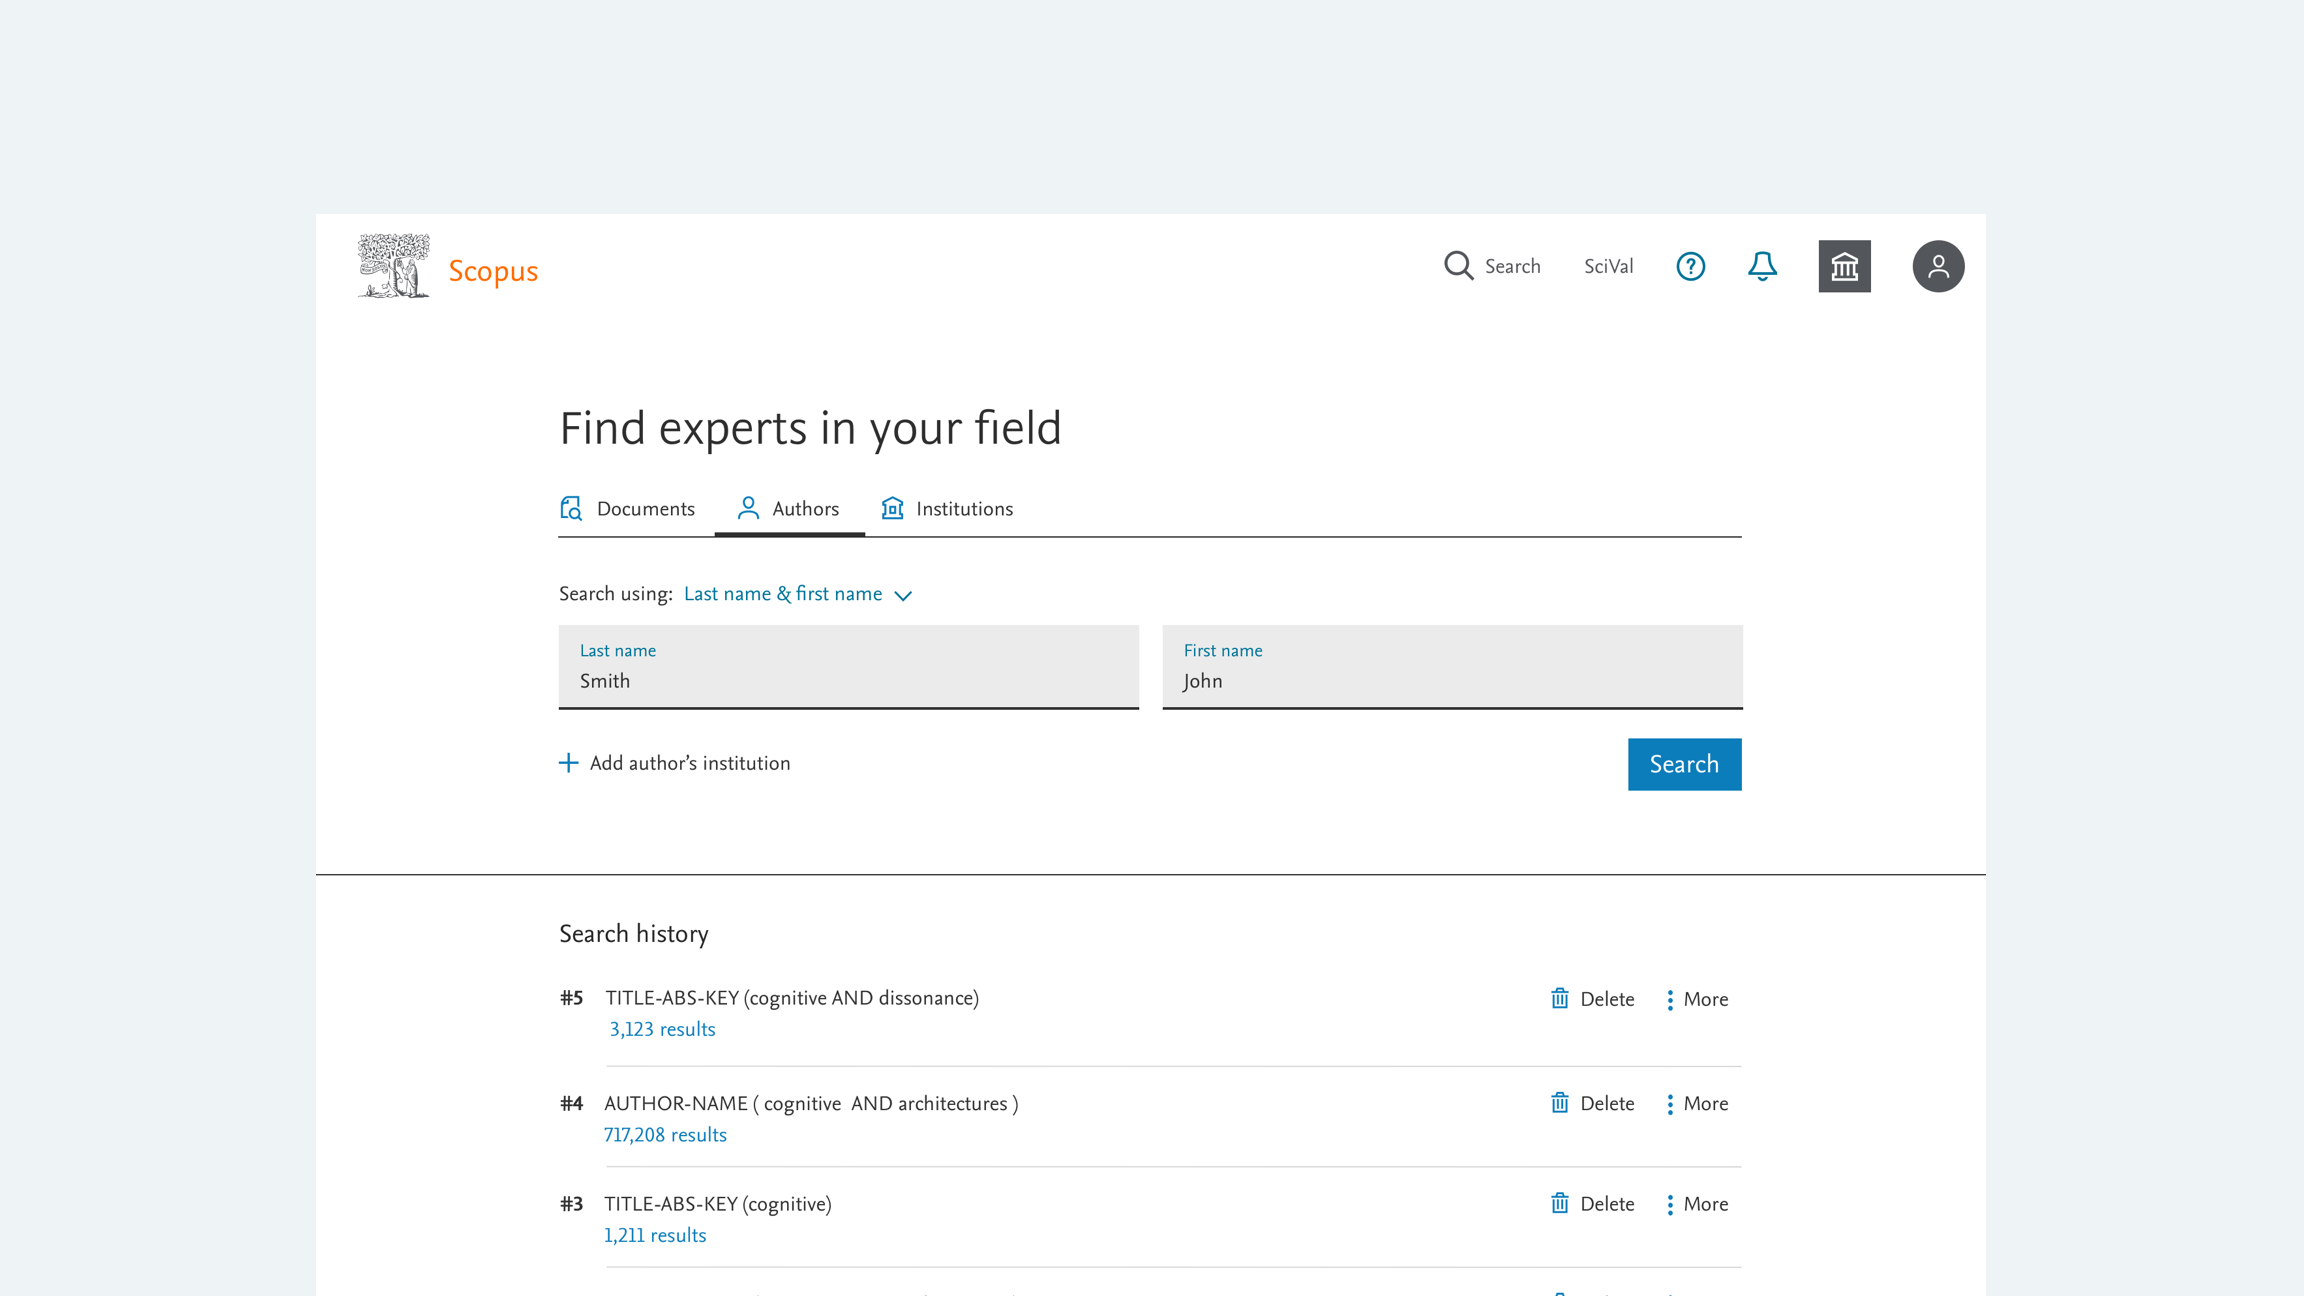 Scopus
Search SciVal
Find experts in your field
Documents Authors Institutions
Search using: Last name & first name
Last name First name
Smith John
Add author's institution Search
Search history
#5 TITLE-ABS-KEY (cognitive AND dissonance) Delete More
3,123 results
#4 AUTHOR-NAME ( cognitive AND architectures ) Delete More
717,208 results
#3 TITLE-ABS-KEY (cognitive) Delete More
1,211 results